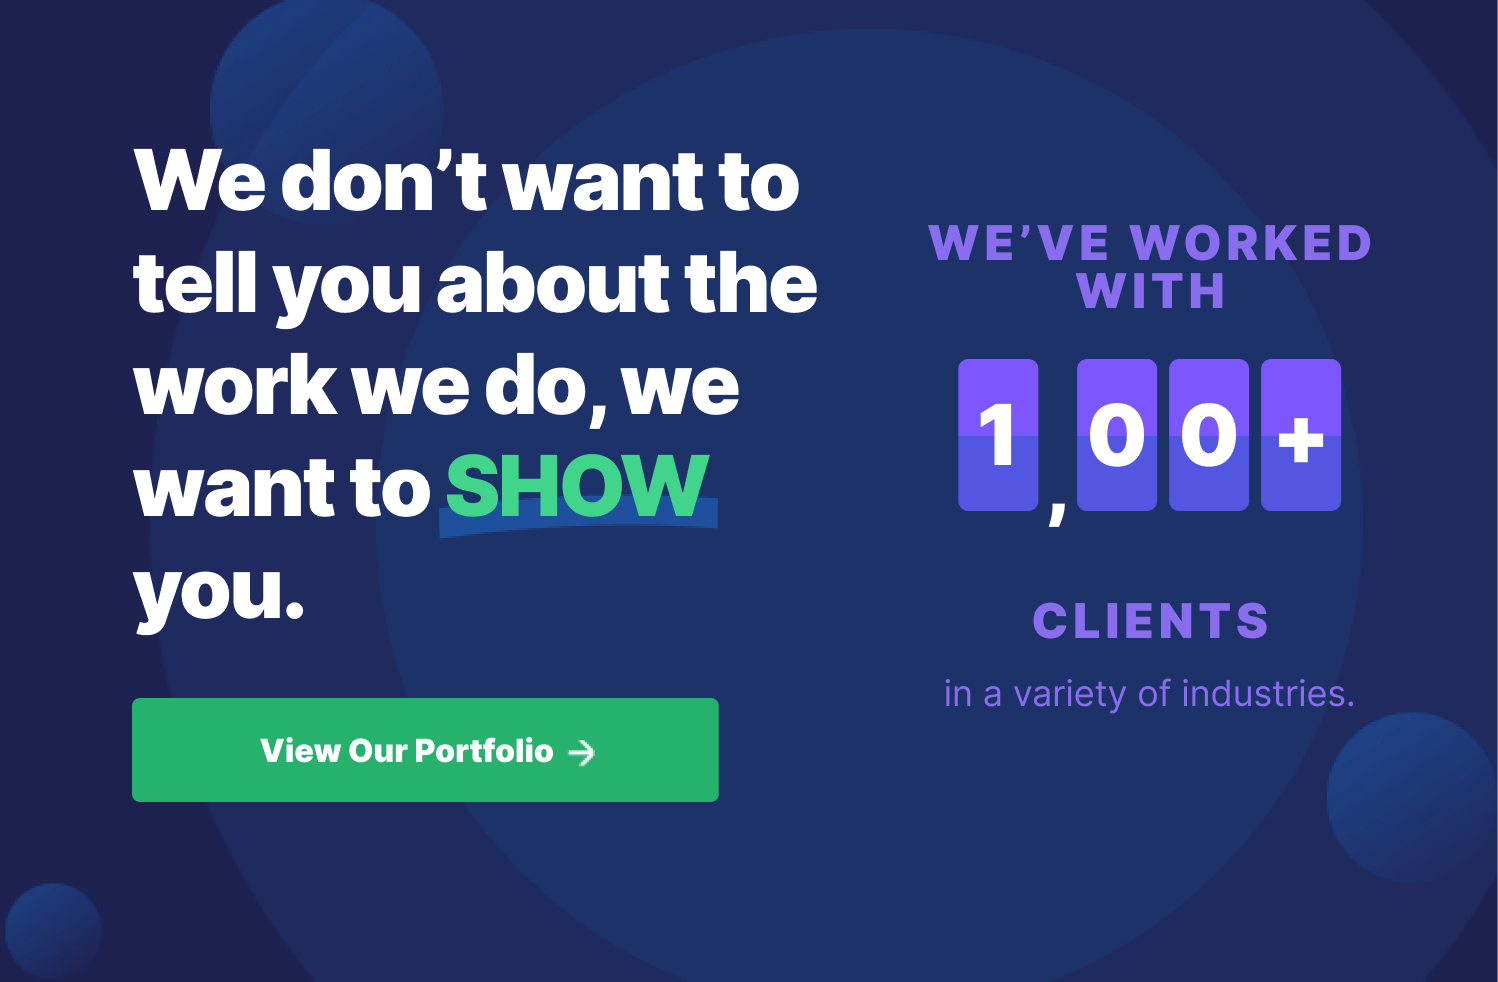 We don’t want to
tell you about the
work we do, we
want to SHOW
you.
View Our Portfolio →
WE’VE WORKED
WITH
1,00+
CLIENTS
in a variety of industries.